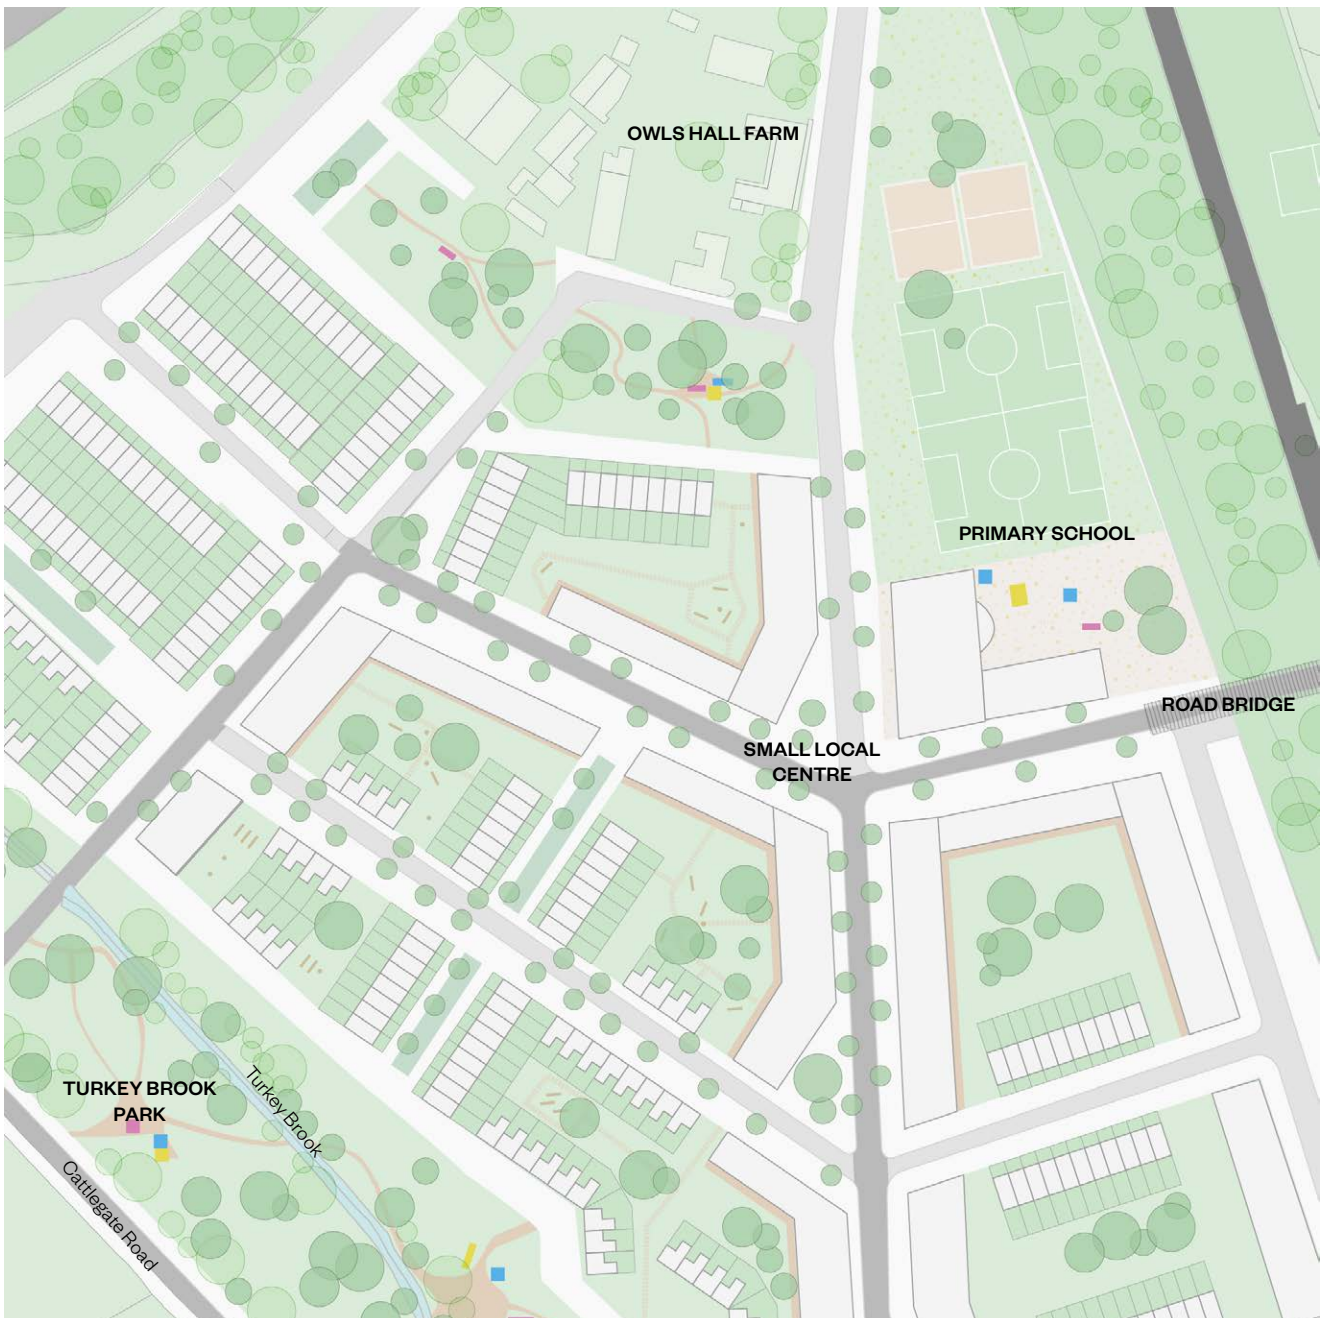 OWLS HALL FARM
PRIMARY SCHOOL
ROAD BRIDGE
SMALL LOCAL
CENTRE
TURKEY BROOK
PARK
Turkey Brook
Cattlegate Road